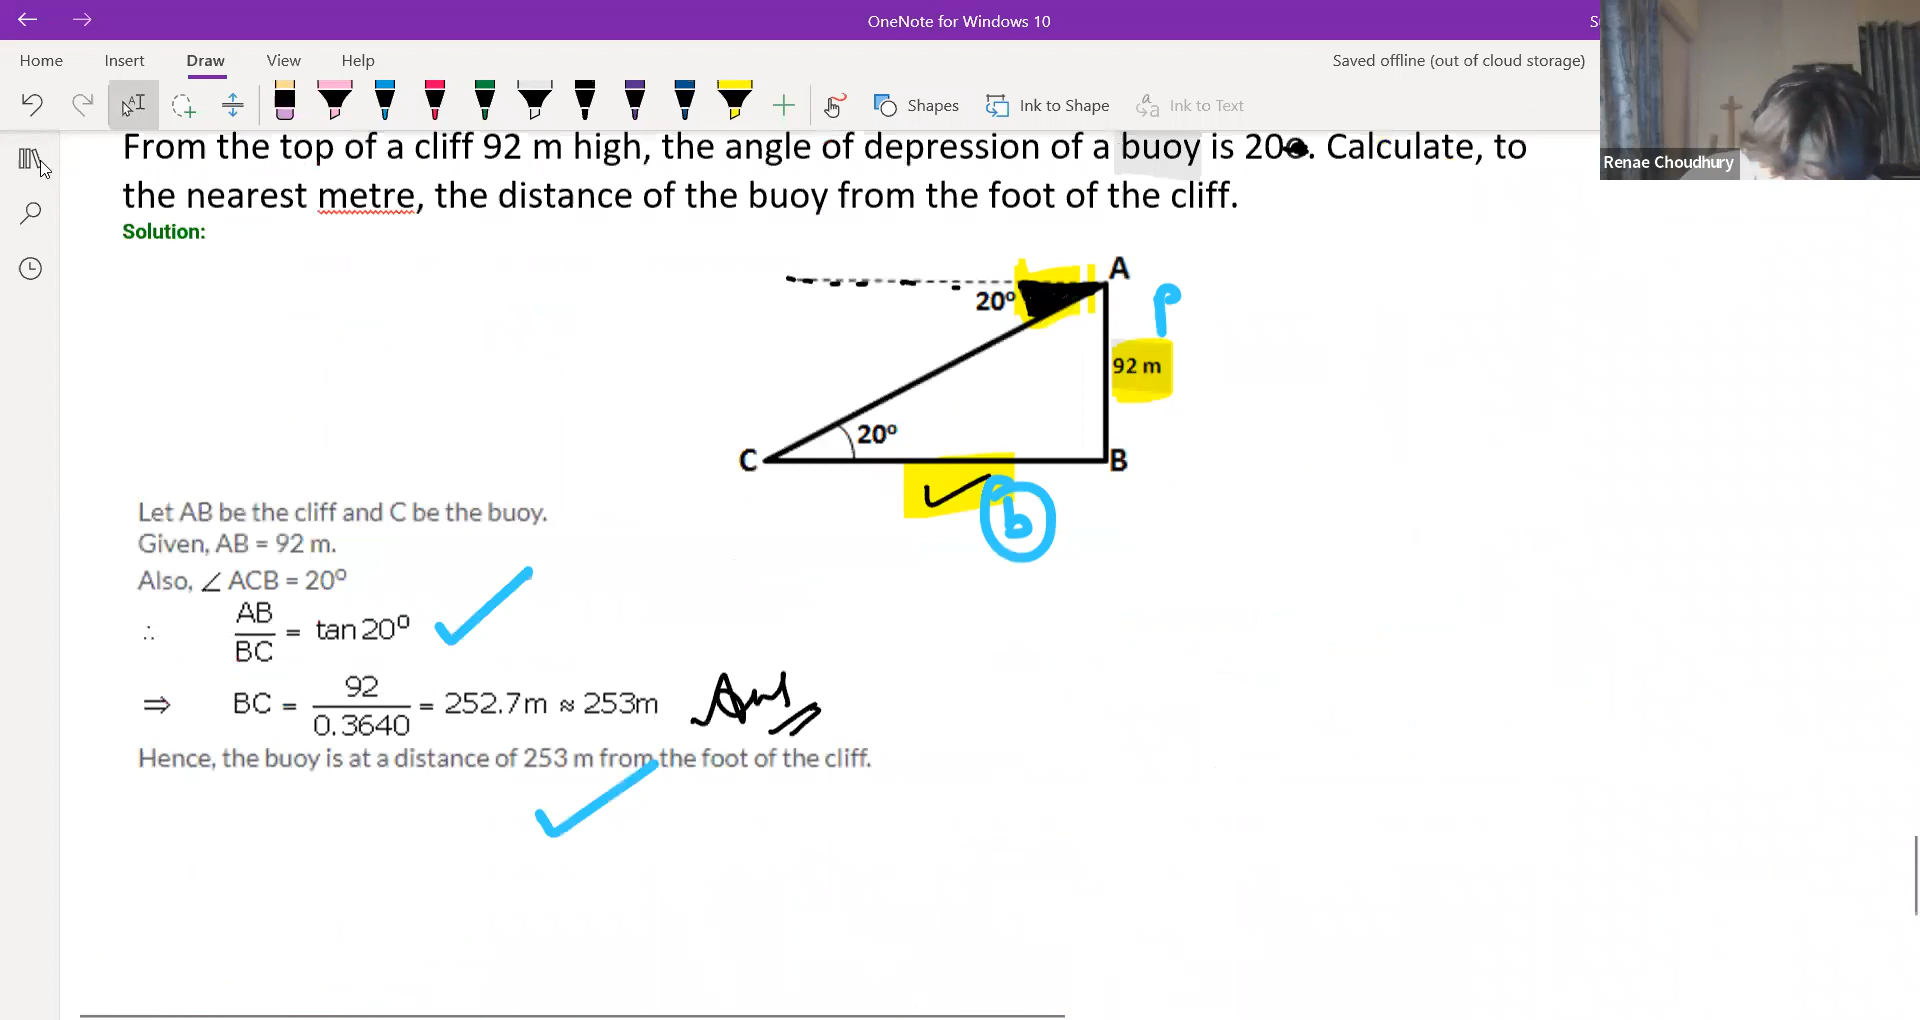 OneNote for Windows 10
Home Insert Draw View Help
Saved offline (out of cloud storage)
Shapes Ink to Shape Ink to Text
Renae Choudhury
From the top of a cliff 92 m high, the angle of depression of a buoy is 20. Calculate, to
the nearest metre, the distance of the buoy from the foot of the cliff.
Solution:
A
20°
P
92 m
20°
C
B
b
Let AB be the cliff and C be the buoy.
Given, AB = 92 m.
Also, ∠ ACB = 20°
∴ AB/BC = tan 20°
⇒ BC = 92/0.3640 = 252.7m ≈ 253m Ans
Hence, the buoy is at a distance of 253 m from the foot of the cliff.